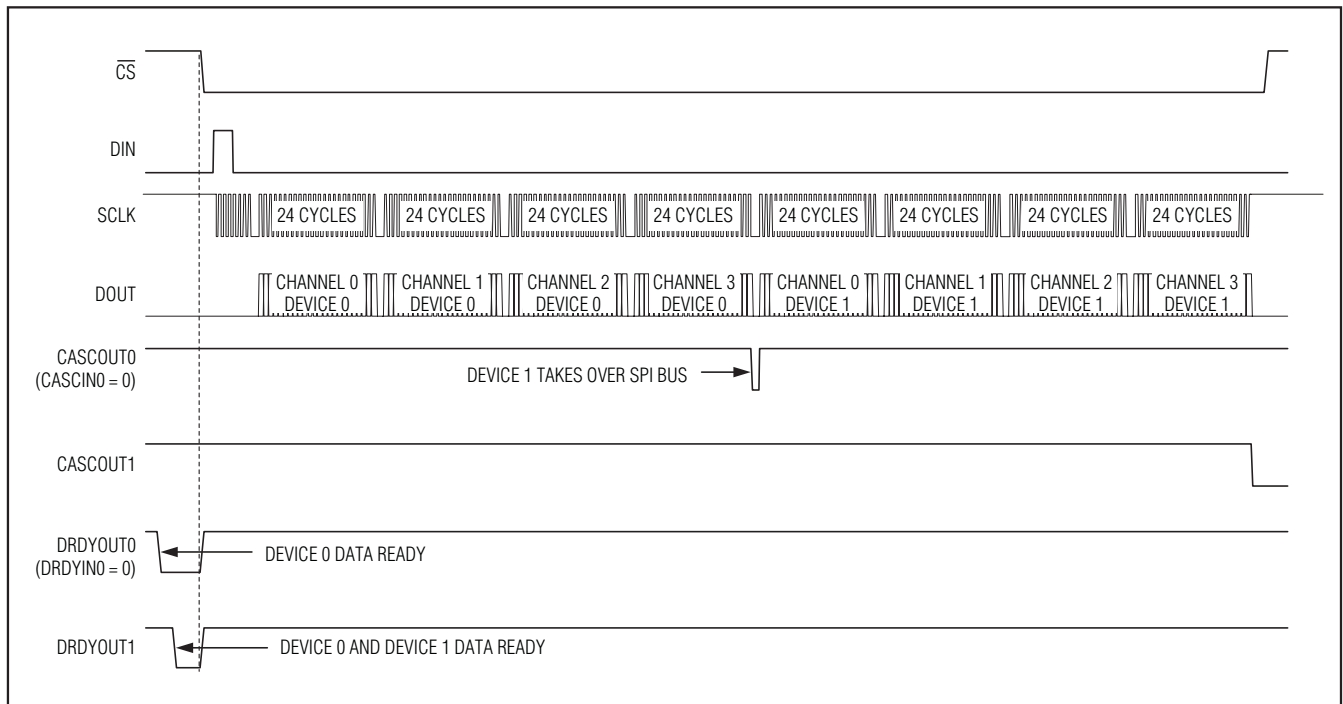 CS
DIN
SCLK
24 CYCLES 24 CYCLES 24 CYCLES 24 CYCLES 24 CYCLES 24 CYCLES 24 CYCLES 24 CYCLES
DOUT
CHANNEL 0 CHANNEL 1 CHANNEL 2 CHANNEL 3 CHANNEL 0 CHANNEL 1 CHANNEL 2 CHANNEL 3
DEVICE 0 DEVICE 0 DEVICE 0 DEVICE 0 DEVICE 1 DEVICE 1 DEVICE 1 DEVICE 1
CASCOUT0
(CASCIN0 = 0)
DEVICE 1 TAKES OVER SPI BUS
CASCOUT1
DRDYOUT0
(DRDYIN0 = 0)
DEVICE 0 DATA READY
DRDYOUT1
DEVICE 0 AND DEVICE 1 DATA READY